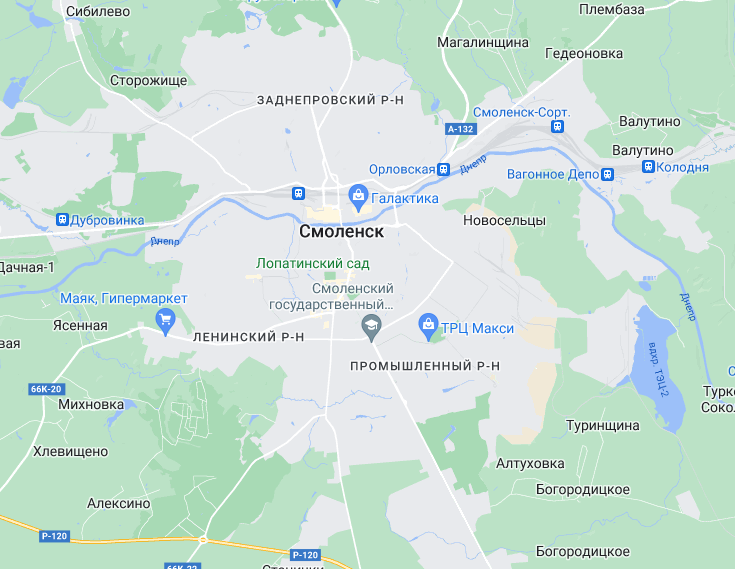 Сибилево
Плембаза
Магалинщина
Гедеоновка
Сторожище
ЗАДНЕПРОВСКИЙ Р-Н
Смоленск-Сорт.
Валутино
А-132
Валутино
Орловская
Днепр
Вагонное Депо
Колодня
Галактика
Дубровинка
Новосельцы
Смоленск
Днепр
Дачная-1
Лопатинский сад
Смоленский
государственный...
Маяк, Гипермаркет
Днепр
Ясенная
ТРЦ Макси
ЛЕНИНСКИЙ Р-Н
вдхр. ТЭЦ-2
ПРОМЫШЛЕННЫЙ Р-Н
66К-20
Михновка
Турк
Сокол
Туринщина
Хлевищено
Алтуховка
Богородицкое
Алексино
Р-120
Р-120
Богородицкое